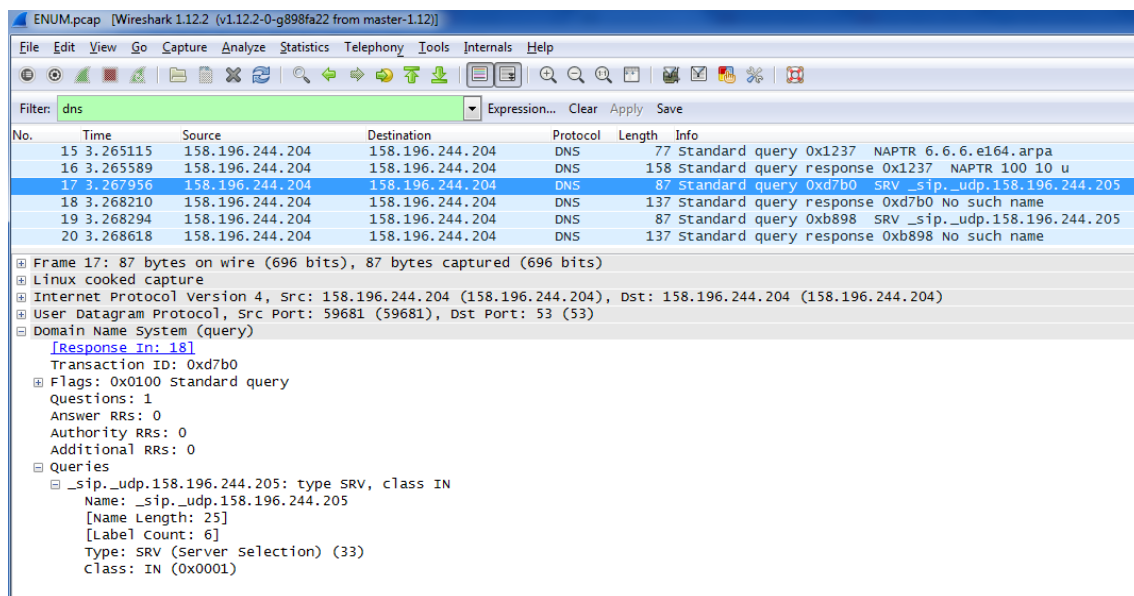 ENUM.pcap [Wireshark 1.12.2 (v1.12.2-0-g898fa22 from master-1.12)]
File Edit View Go Capture Analyze Statistics Telephony Tools Internals Help
Filter: dns Expression... Clear Apply Save
No. Time Source Destination Protocol Length Info
15 3.265115 158.196.244.204 158.196.244.204 DNS 77 Standard query 0x1237 NAPTR 6.6.6.e164.arpa
16 3.265589 158.196.244.204 158.196.244.204 DNS 158 Standard query response 0x1237 NAPTR 100 10 u
17 3.267956 158.196.244.204 158.196.244.204 DNS 87 Standard query 0xd7b0 SRV _sip._udp.158.196.244.205
18 3.268210 158.196.244.204 158.196.244.204 DNS 137 Standard query response 0xd7b0 No such name
19 3.268294 158.196.244.204 158.196.244.204 DNS 87 Standard query 0xb898 SRV _sip._udp.158.196.244.205
20 3.268618 158.196.244.204 158.196.244.204 DNS 137 Standard query response 0xb898 No such name
Frame 17: 87 bytes on wire (696 bits), 87 bytes captured (696 bits)
Linux cooked capture
Internet Protocol Version 4, Src: 158.196.244.204 (158.196.244.204), Dst: 158.196.244.204 (158.196.244.204)
User Datagram Protocol, Src Port: 59681 (59681), Dst Port: 53 (53)
Domain Name System (query)
[Response In: 18]
Transaction ID: 0xd7b0
Flags: 0x0100 Standard query
Questions: 1
Answer RRs: 0
Authority RRs: 0
Additional RRs: 0
Queries
_sip._udp.158.196.244.205: type SRV, class IN
Name: _sip._udp.158.196.244.205
[Name Length: 25]
[Label Count: 6]
Type: SRV (Server Selection) (33)
Class: IN (0x0001)